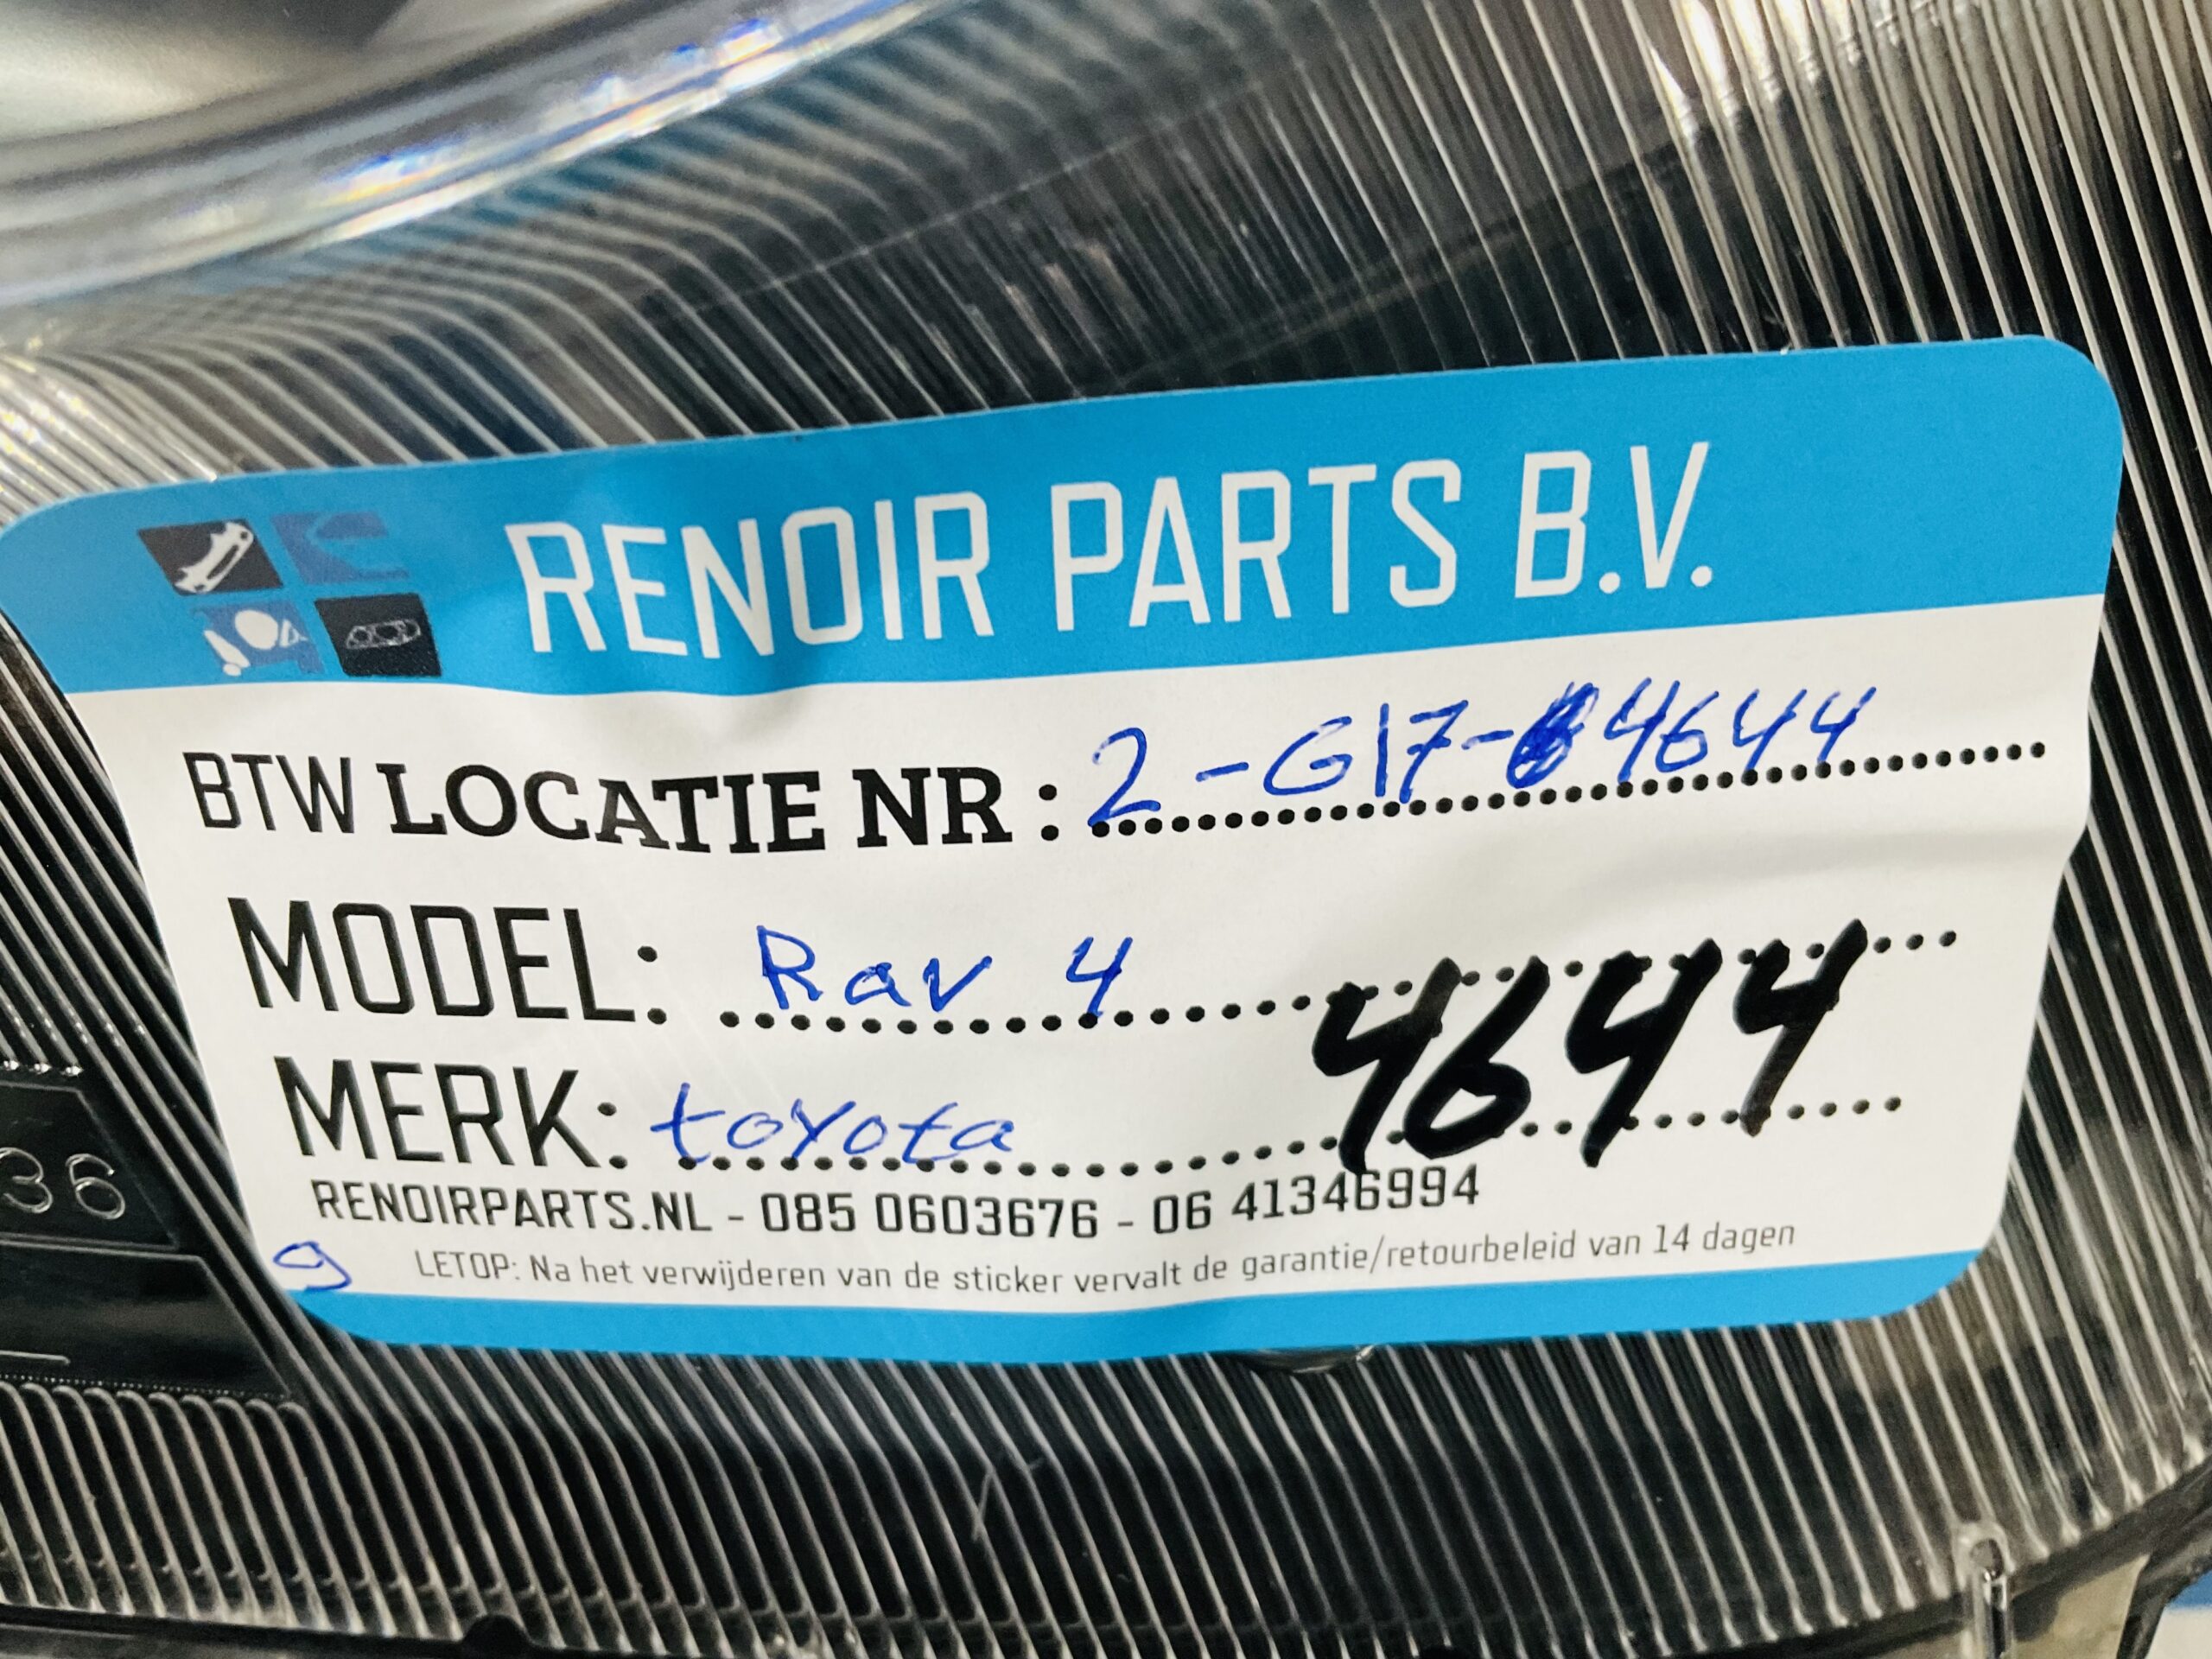 RENOIR PARTS B.V.
BTW LOCATIE NR : 2-G17-4644
MODEL: Rav 4
4644
MERK: toyota
RENOIRPARTS.NL - 085 0603676 - 06 41346994
g
LETOP: Na het verwijderen van de sticker vervalt de garantie/retourbeleid van 14 dagen
36